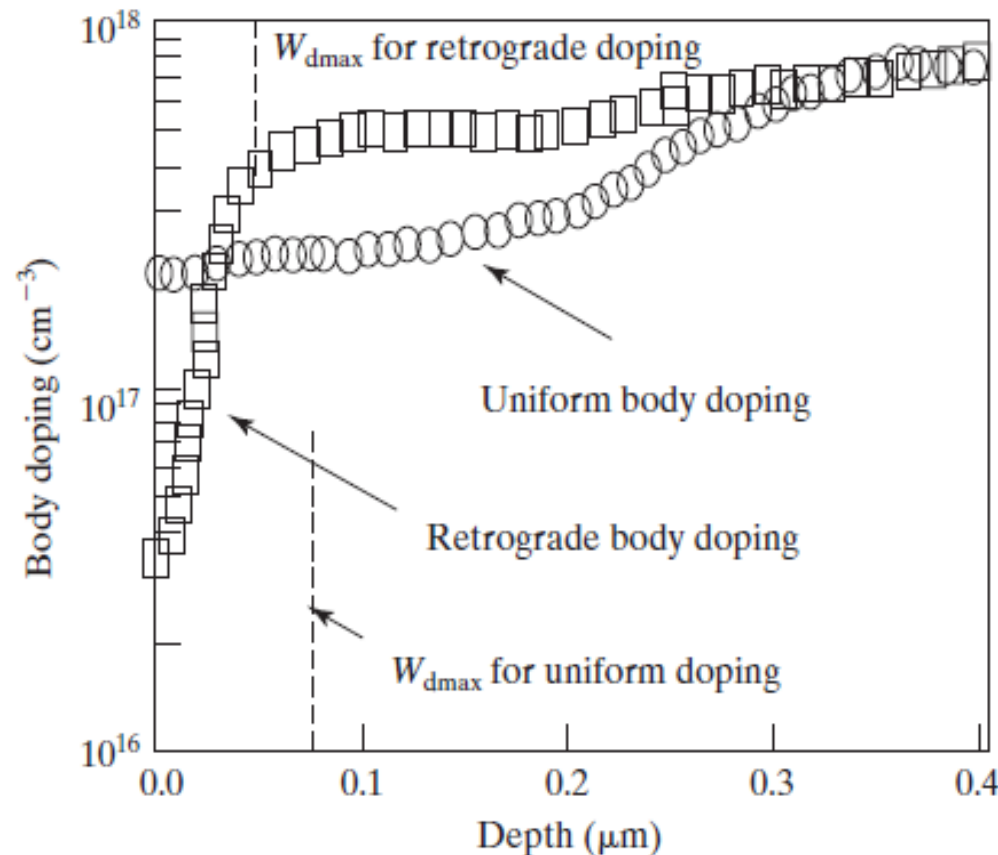 10^18
W_dmax for retrograde doping
Body doping (cm^−3)
10^17
Uniform body doping
Retrograde body doping
W_dmax for uniform doping
10^16
0.0 0.1 0.2 0.3 0.4
Depth (μm)